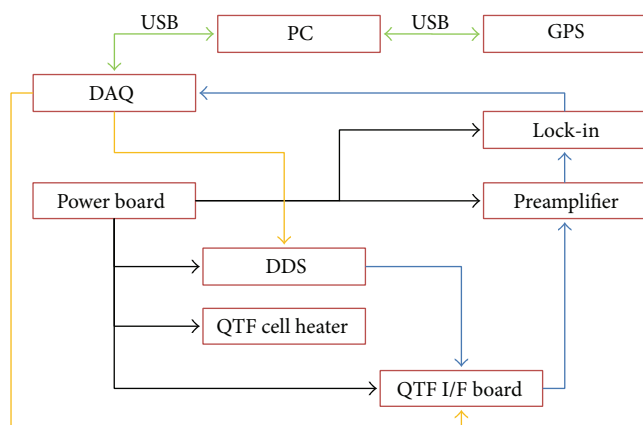 USB
PC
USB
GPS
DAQ
Lock-in
Power board
Preamplifier
DDS
QTF cell heater
QTF I/F board